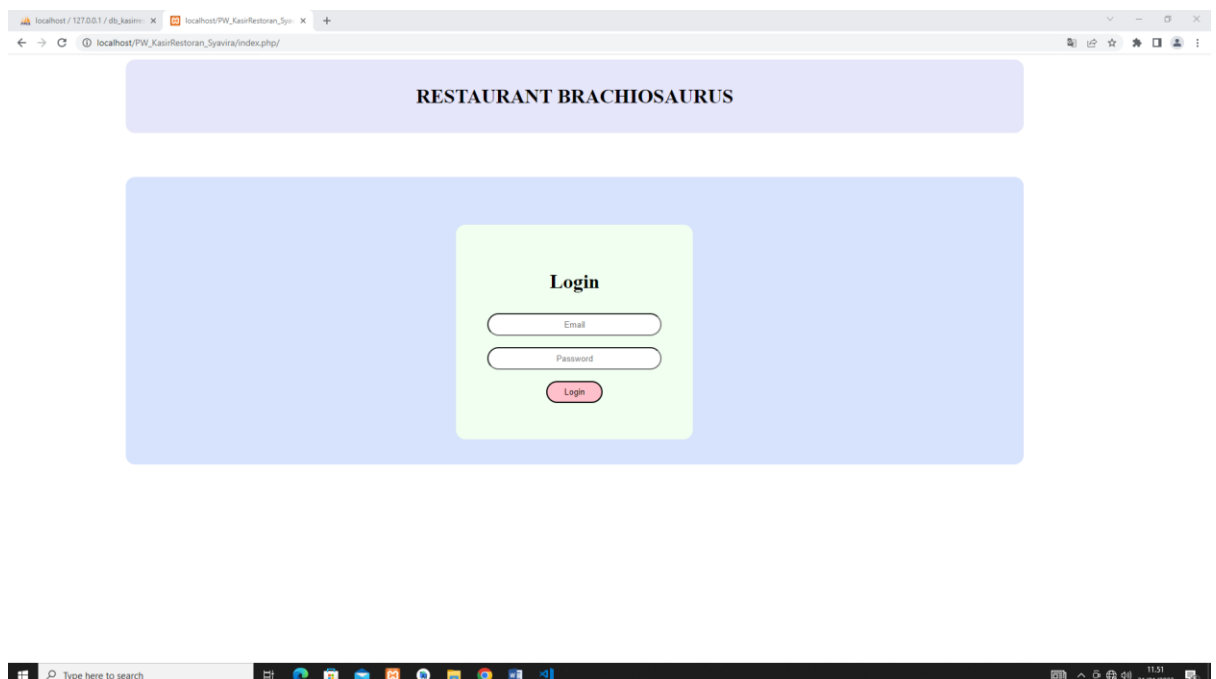 localhost / 127.0.0.1 / db_kasirre
localhost/PW_KasirRestoran_Sya
localhost/PW_KasirRestoran_Syavira/index.php/
RESTAURANT BRACHIOSAURUS
Login
Email
Password
Login
Type here to search
11.51